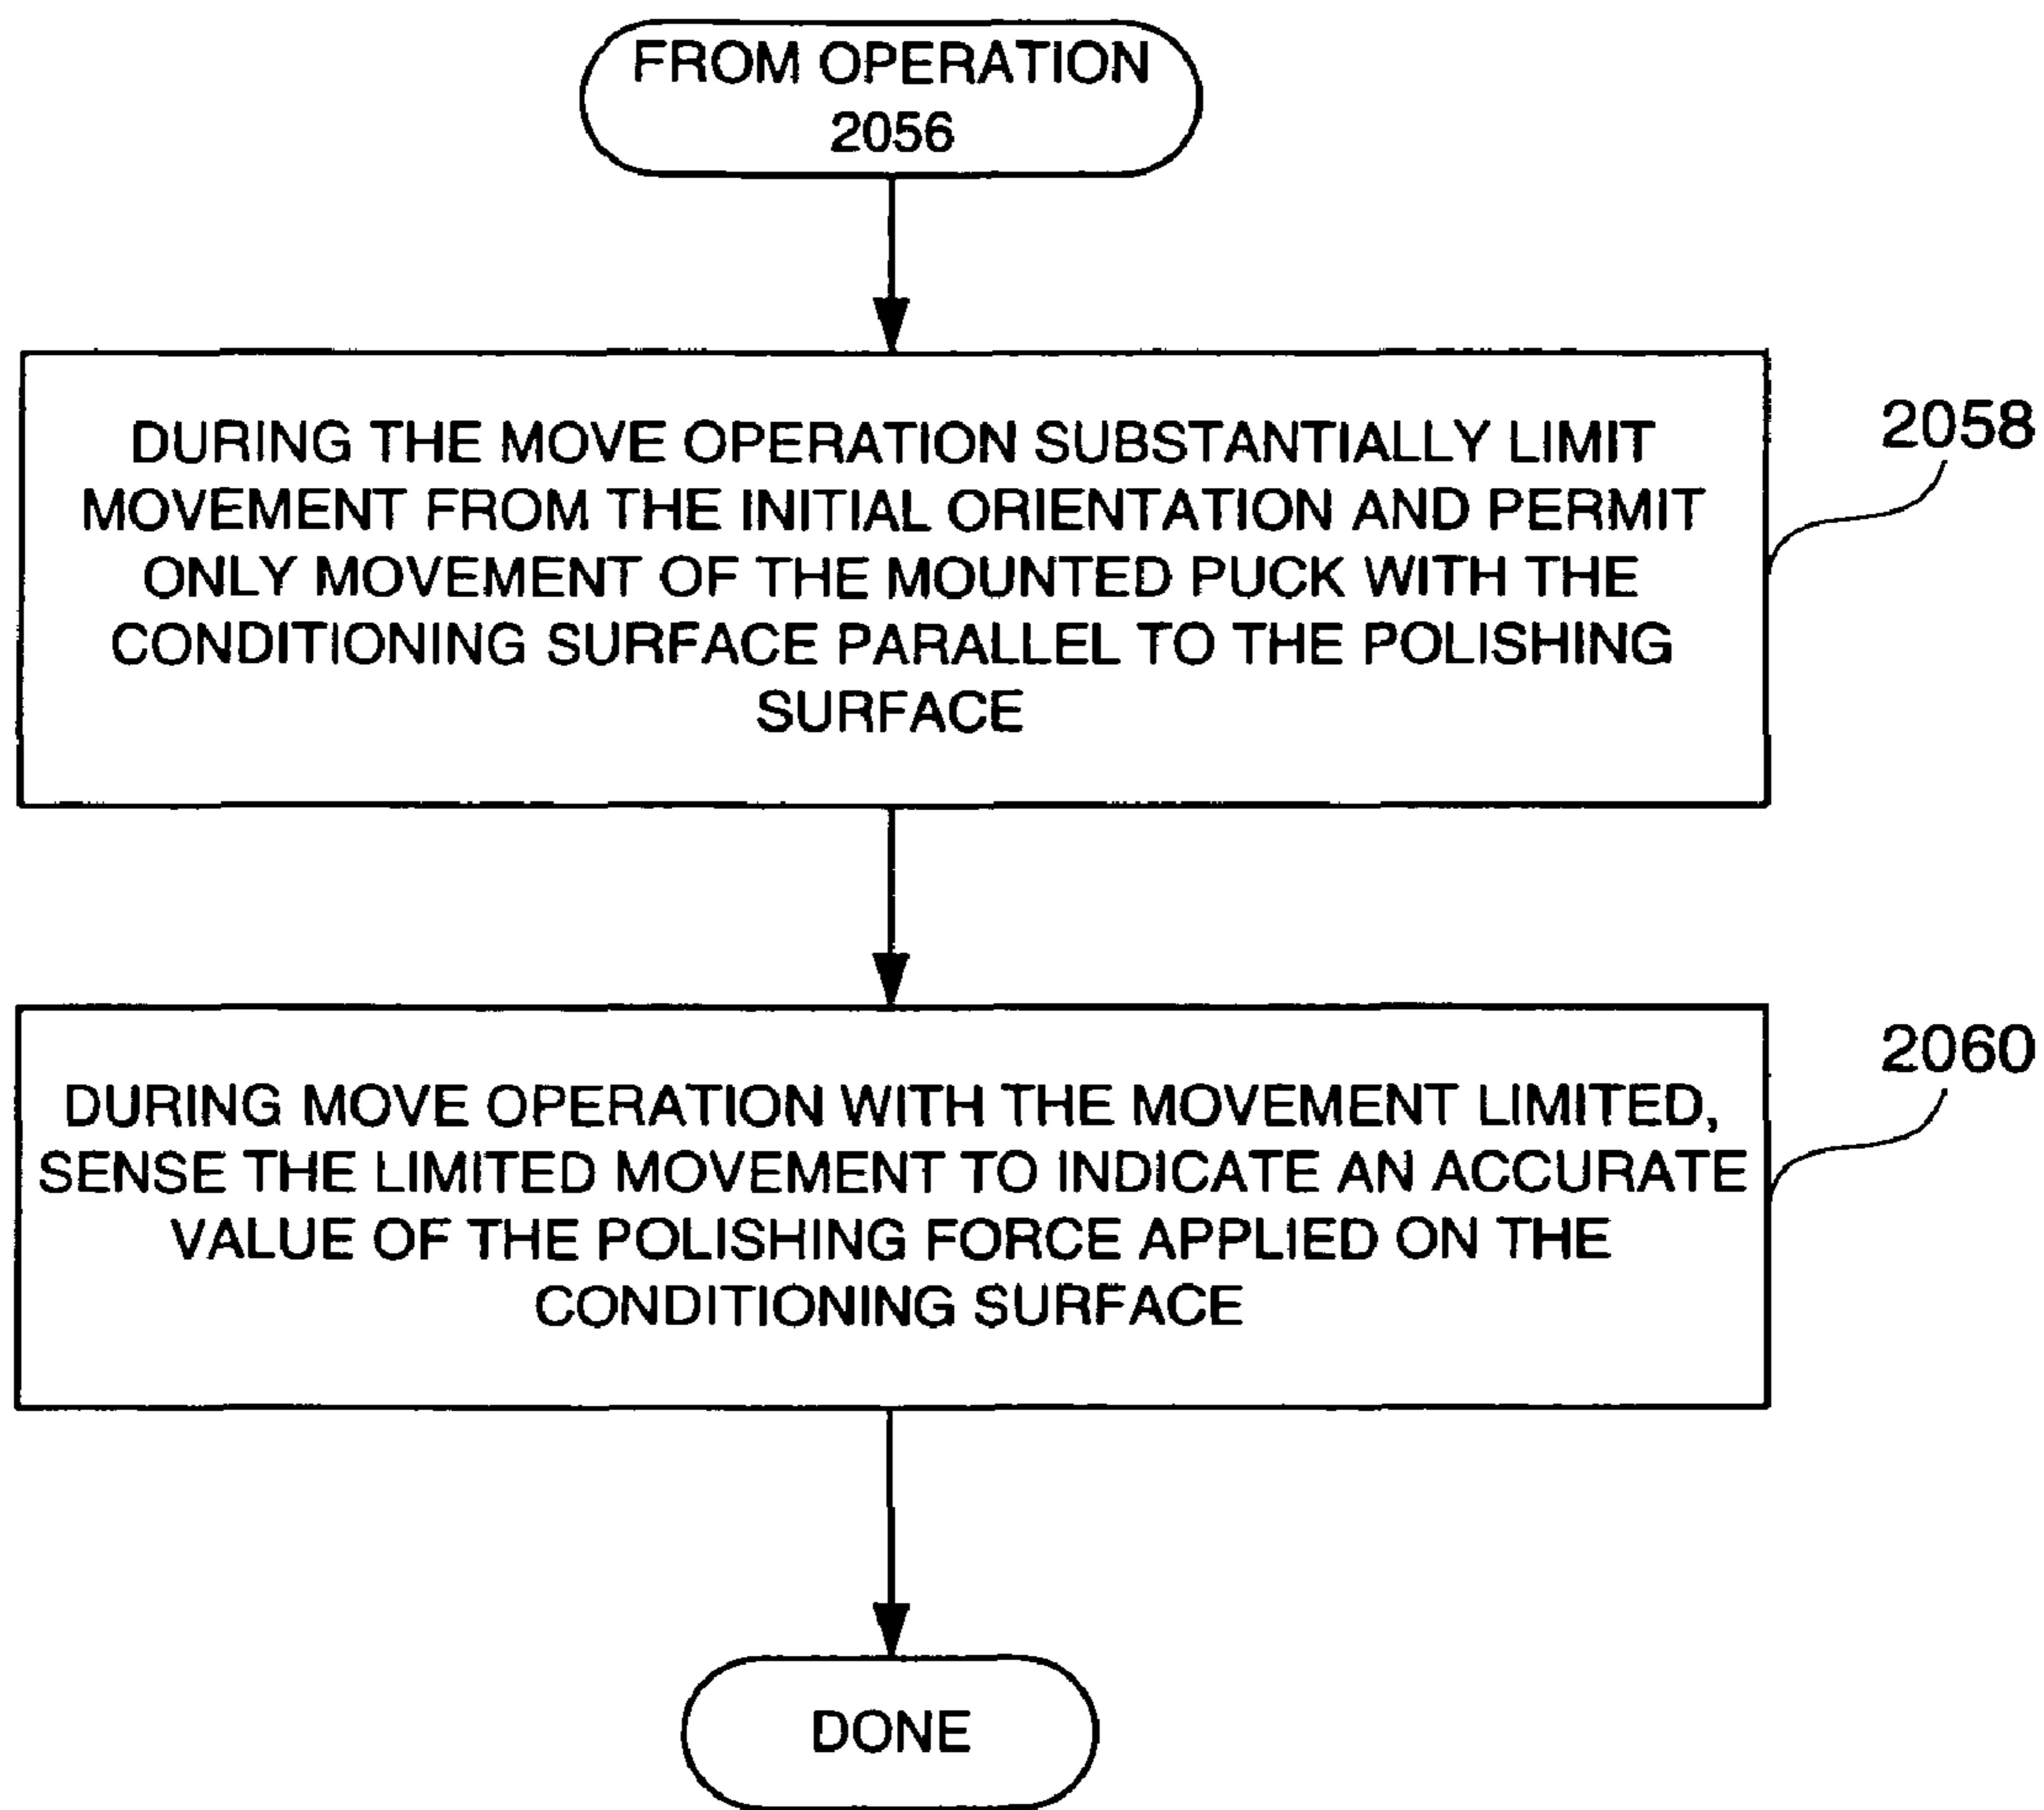 FROM OPERATION
2056
DURING THE MOVE OPERATION SUBSTANTIALLY LIMIT
MOVEMENT FROM THE INITIAL ORIENTATION AND PERMIT
ONLY MOVEMENT OF THE MOUNTED PUCK WITH THE
CONDITIONING SURFACE PARALLEL TO THE POLISHING
SURFACE
2058
DURING MOVE OPERATION WITH THE MOVEMENT LIMITED,
SENSE THE LIMITED MOVEMENT TO INDICATE AN ACCURATE
VALUE OF THE POLISHING FORCE APPLIED ON THE
CONDITIONING SURFACE
2060
DONE